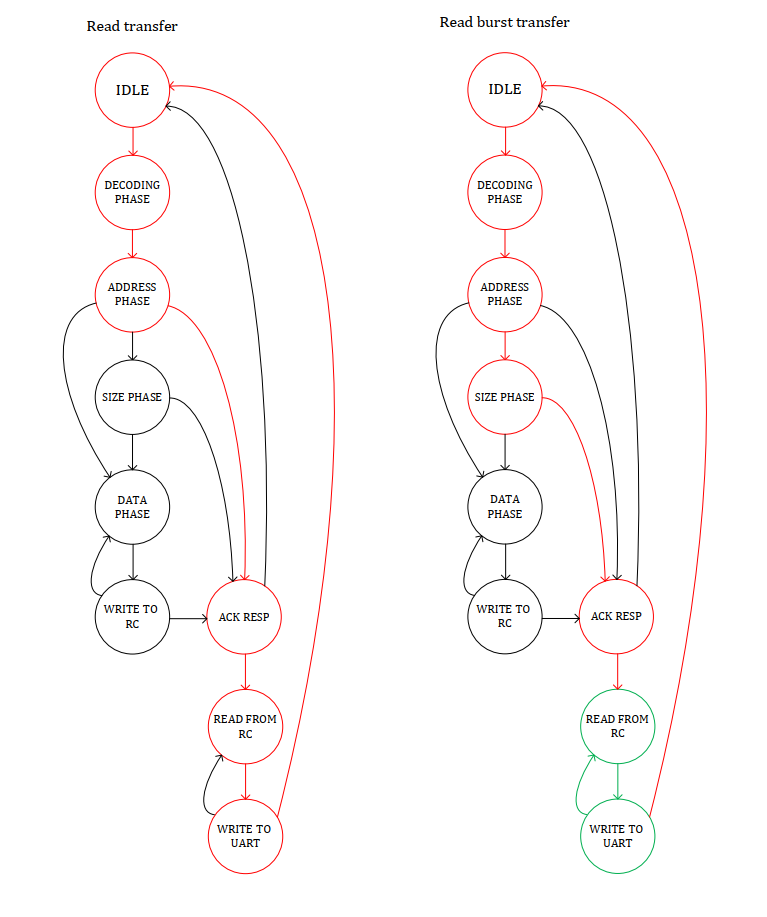 Read transfer
IDLE
DECODING
PHASE
ADDRESS
PHASE
SIZE PHASE
DATA
PHASE
WRITE TO
RC
ACK RESP
READ FROM
RC
WRITE TO
UART
Read burst transfer
IDLE
DECODING
PHASE
ADDRESS
PHASE
SIZE PHASE
DATA
PHASE
WRITE TO
RC
ACK RESP
READ FROM
RC
WRITE TO
UART